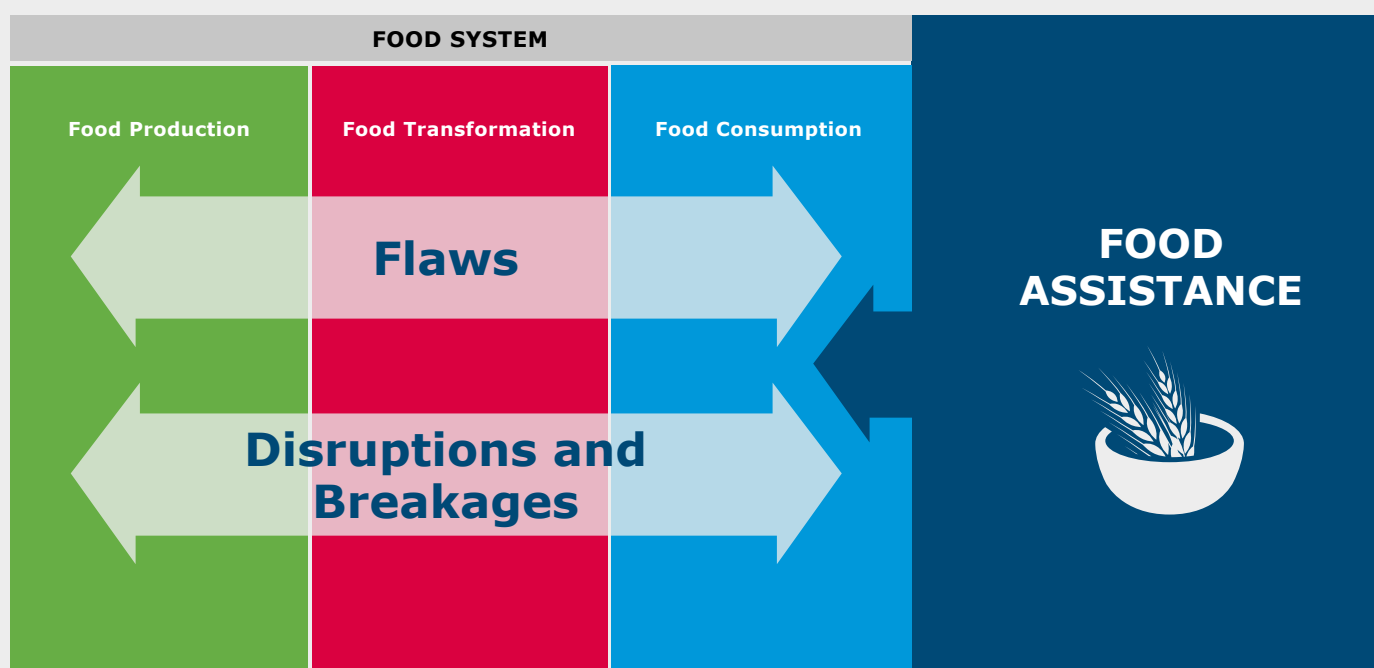 FOOD SYSTEM
Food Production
Food Transformation
Food Consumption
Flaws
Disruptions and
Breakages
FOOD
ASSISTANCE